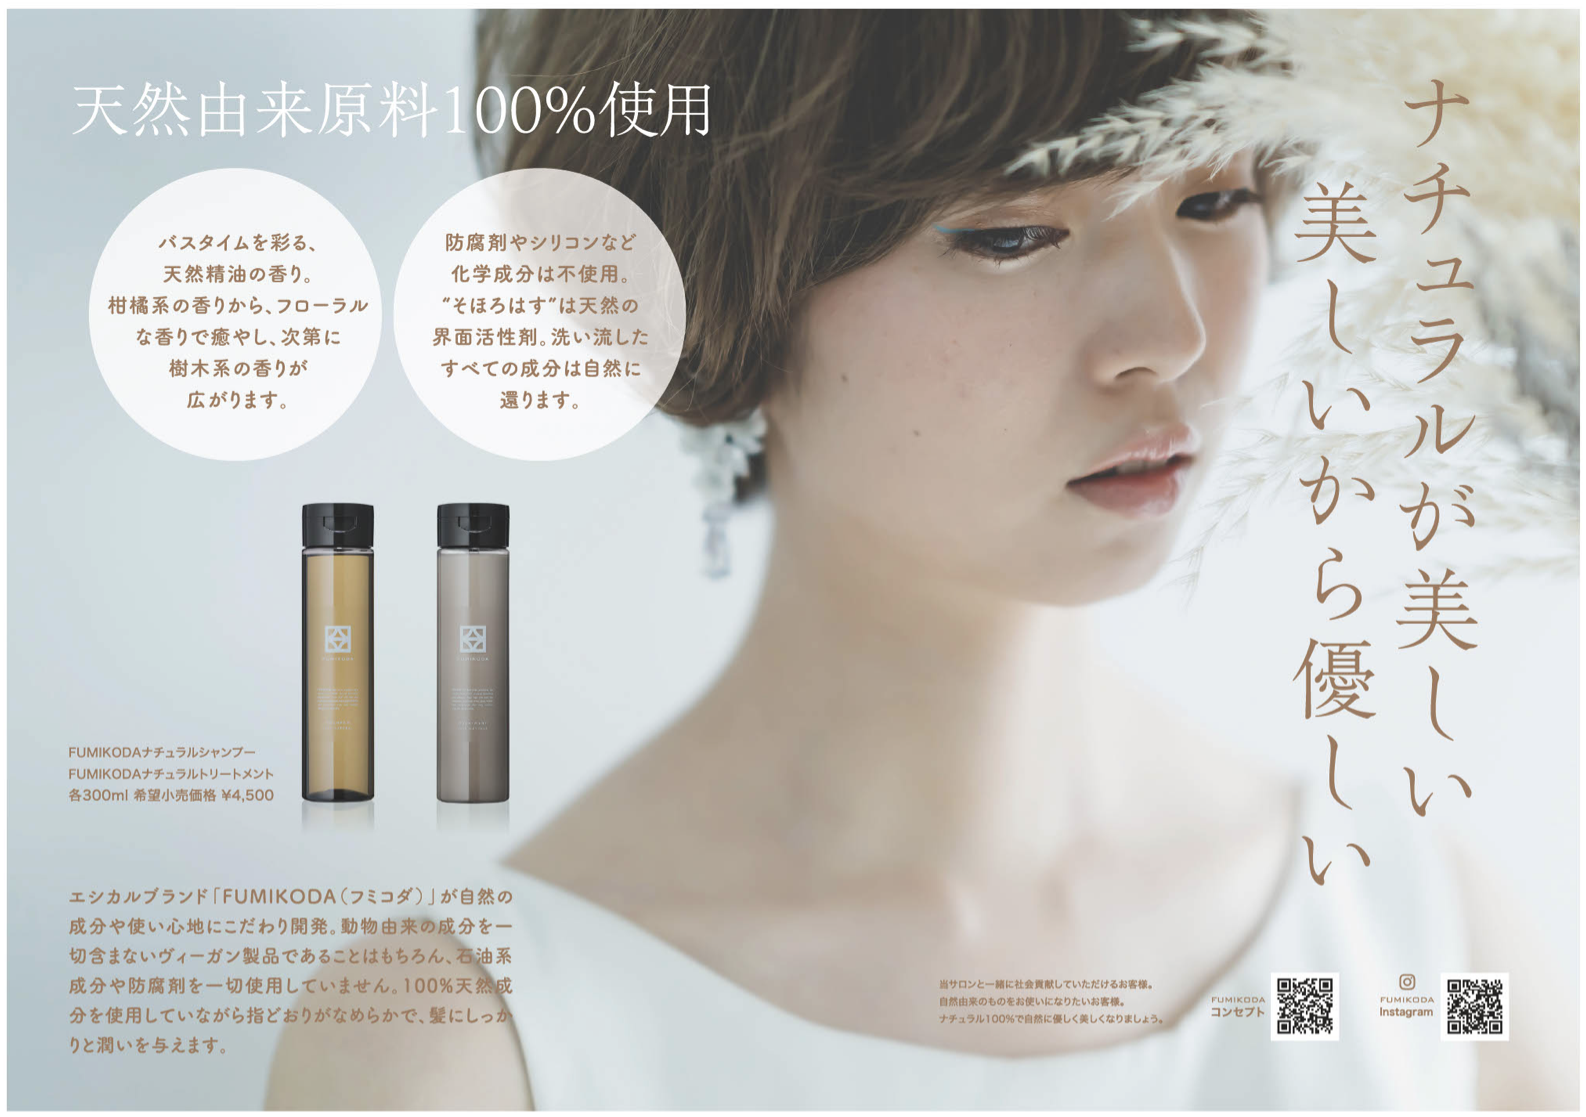 天然由来原料100%使用
バスタイムを彩る、
天然精油の香り。
柑橘系の香りから、フローラル
な香りで癒やし、次第に
樹木系の香りが
広がります。
防腐剤やシリコンなど
化学成分は不使用。
“そほろはす”は天然の
界面活性剤。洗い流した
すべての成分は自然に
還ります。
ナチュラルが美しい
美しいから優しい
FUMIKODAナチュラルシャンプー
FUMIKODAナチュラルトリートメント
各300ml 希望小売価格 ¥4,500
エシカルブランド「FUMIKODA（フミコダ）」が自然の
成分や使い心地にこだわり開発。動物由来の成分を一
切含まないヴィーガン製品であることはもちろん、石油系
成分や防腐剤を一切使用していません。100%天然成
分を使用していながら指どおりがなめらかで、髪にしっか
りと潤いを与えます。
当サロンと一緒に社会貢献していただけるお客様。
自然由来のものをお使いになりたいお客様。
ナチュラル100%で自然に優しく美しくなりましょう。
FUMIKODA
コンセプト
FUMIKODA
Instagram